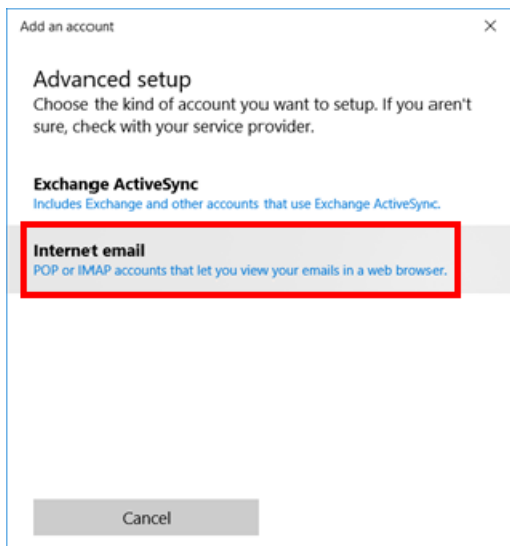 Add an account
Advanced setup
Choose the kind of account you want to setup. If you aren't
sure, check with your service provider.
Exchange ActiveSync
Includes Exchange and other accounts that use Exchange ActiveSync.
Internet email
POP or IMAP accounts that let you view your emails in a web browser.
Cancel